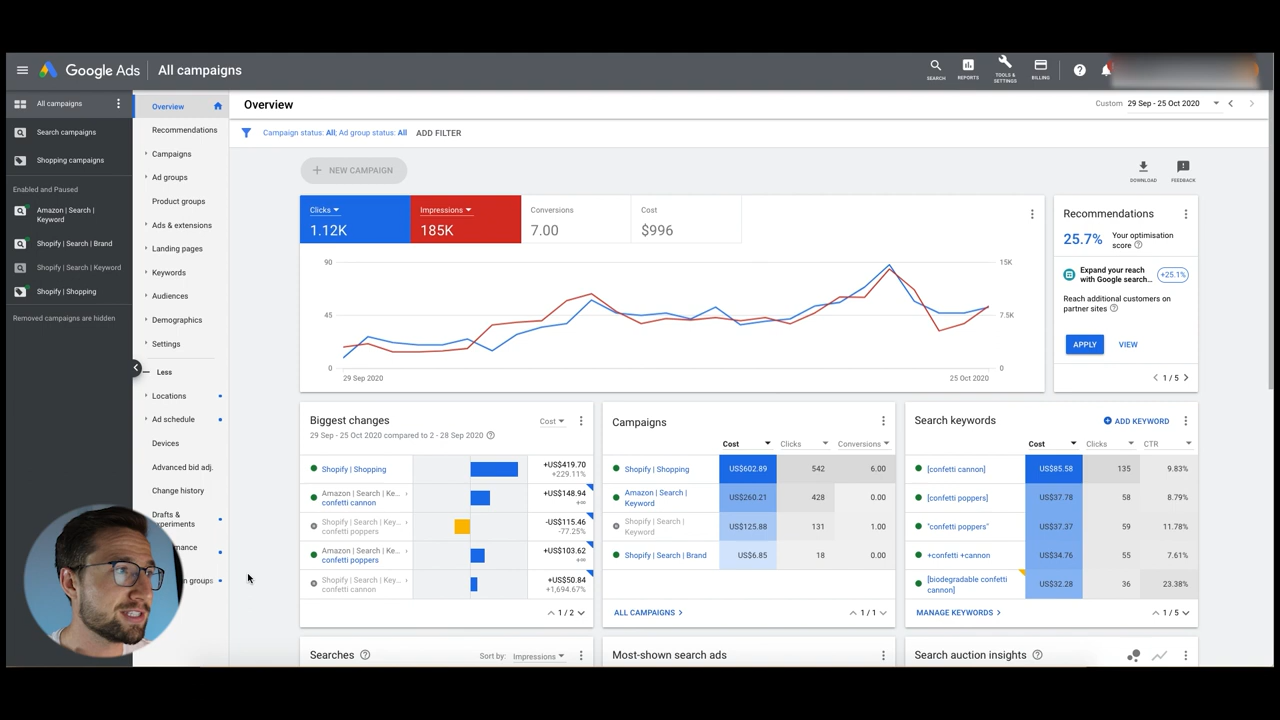 Google Ads
All campaigns
SEARCH
REPORTS
TOOLS &
SETTINGS
BILLING
All campaigns
Search campaigns
Shopping campaigns
Enabled and Paused
Amazon | Search |
Keyword
Shopify | Search | Brand
Shopify | Search | Keyword
Shopify | Shopping
Removed campaigns are hidden
Overview
Recommendations
Campaigns
Ad groups
Product groups
Ads & extensions
Landing pages
Keywords
Audiences
Demographics
Settings
Less
Locations
Ad schedule
Devices
Advanced bid adj.
Change history
Drafts &
groups
Overview
Custom 29 Sep - 25 Oct 2020
Campaign status: All; Ad group status: All ADD FILTER
+ NEW CAMPAIGN
DOWNLOAD
FEEDBACK
Clicks
1.12K
Impressions
185K
Conversions
7.00
Cost
$996
90
45
0
15K
7.5K
0
29 Sep 2020
25 Oct 2020
Recommendations
25.7% Your optimisation
score
Expand your reach
with Google search...
+25.1%
Reach additional customers on
partner sites
APPLY VIEW
1 / 5
Biggest changes
Cost
29 Sep - 25 Oct 2020 compared to 2 - 28 Sep 2020
Shopify | Shopping
+US$419.70
+229.11%
Amazon | Search | Ke...
confetti cannon
+US$148.94
+∞
Shopify | Search | Key...
confetti poppers
-US$115.46
-77.25%
Amazon | Search | Ke...
confetti poppers
+US$103.62
+∞
Shopify | Search | Key...
confetti cannon
+US$50.84
+1,694.67%
1 / 2
Campaigns
Cost Clicks Conversions
Shopify | Shopping US$602.89 542 6.00
Amazon | Search |
Keyword
US$260.21 428 0.00
Shopify | Search |
Keyword
US$125.88 131 1.00
Shopify | Search | Brand US$6.85 18 0.00
ALL CAMPAIGNS
1 / 1
Search keywords
ADD KEYWORD
Cost Clicks CTR
[confetti cannon] US$85.58 135 9.83%
[confetti poppers] US$37.78 58 8.79%
"confetti poppers" US$37.37 59 11.78%
+confetti +cannon US$34.76 55 7.61%
[biodegradable confetti
cannon]
US$32.28 36 23.38%
MANAGE KEYWORDS
1 / 5
Searches
Sort by: Impressions
Most-shown search ads
Search auction insights